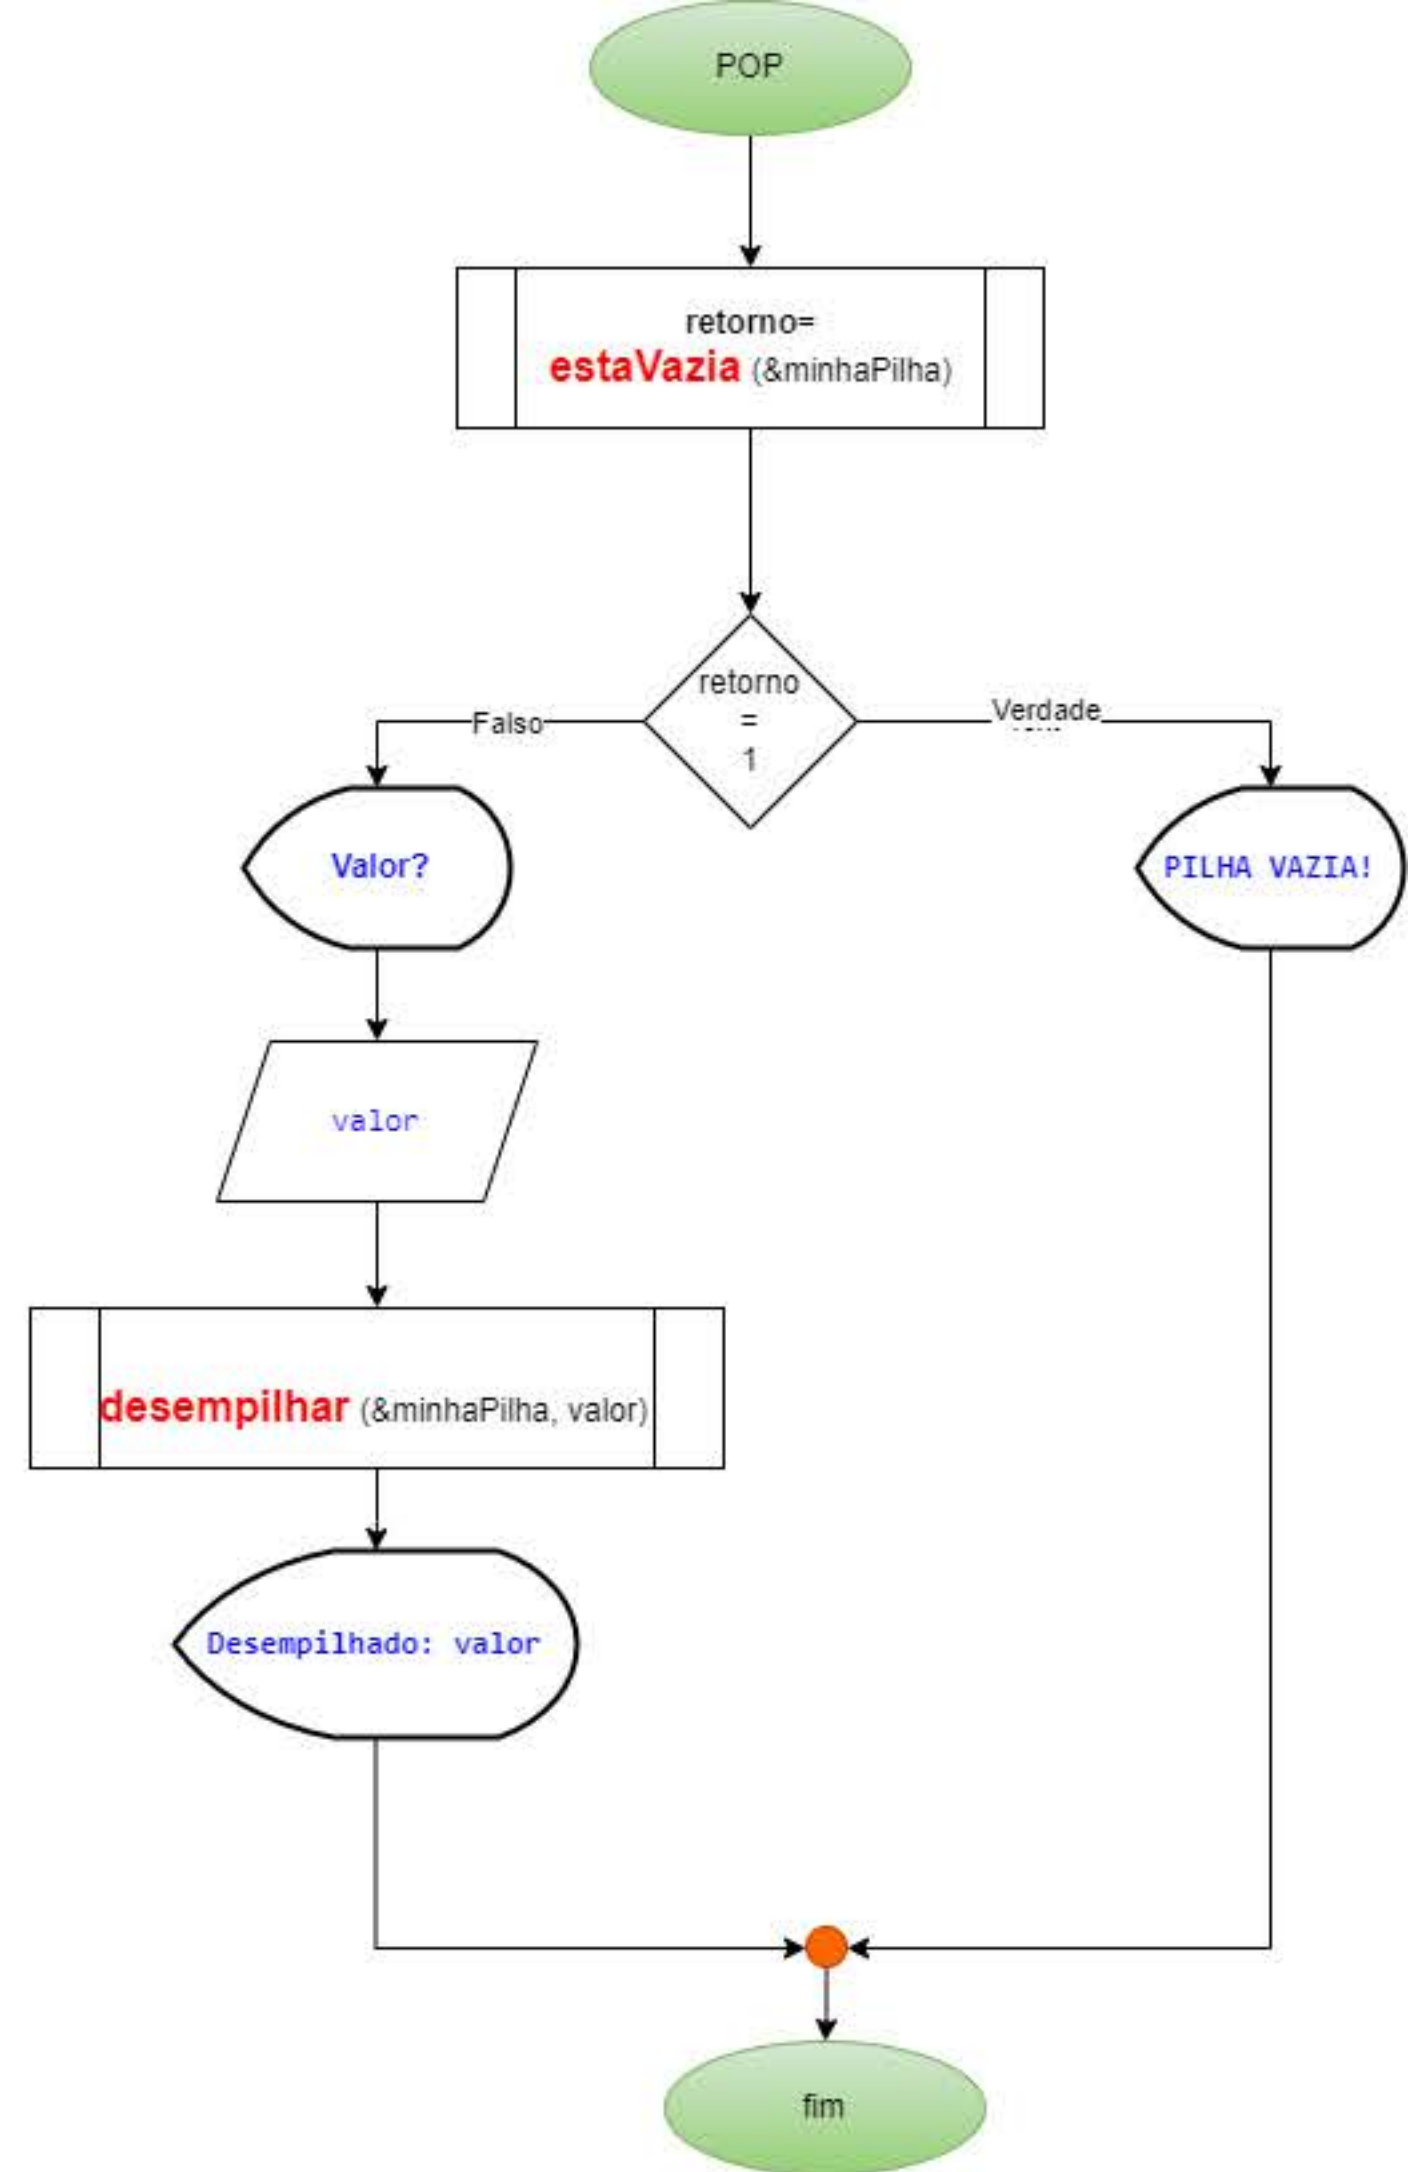 POP
retorno=
estaVazia (&minhaPilha)
retorno
=
1
Falso
Verdade
Valor?
PILHA VAZIA!
valor
desempilhar (&minhaPilha, valor)
Desempilhado: valor
fim